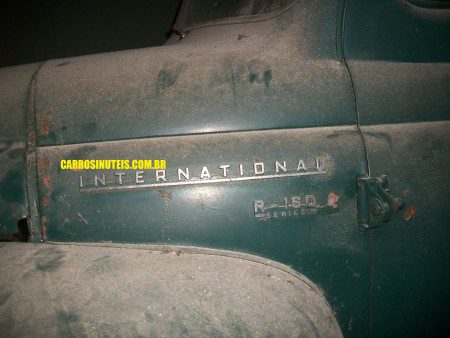 CARROSINUTEIS.COM.BR
INTERNATIONAL
R-160
SERIES